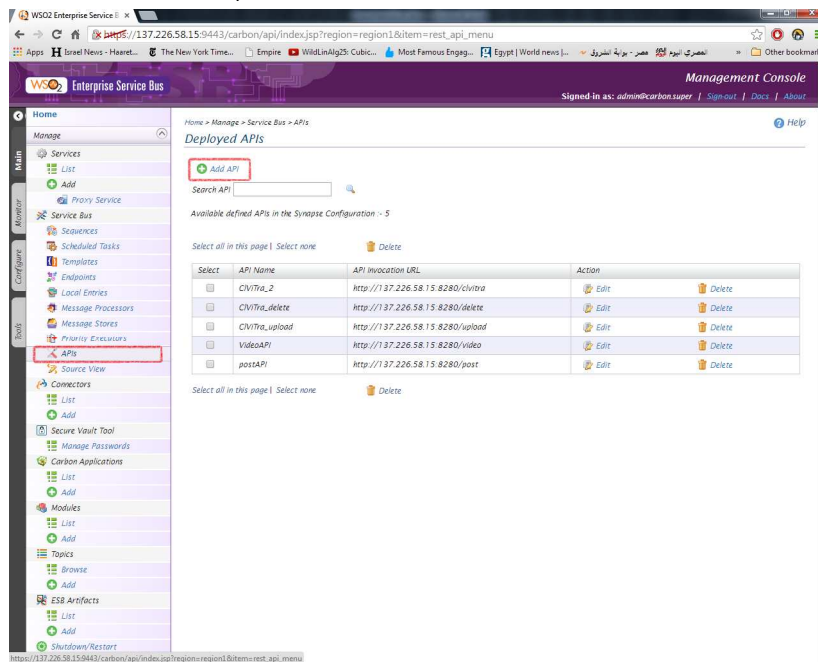 WSO2 Enterprise Service B
https://137.226.58.15:9443/carbon/api/index.jsp?region=region1&item=rest_api_menu
Apps Israel News - Haaret... The New York Time... Empire WildLinAlg25: Cubic... Most Famous Engag... Egypt | World news |... مصر - بوابة الشروق المصري اليوم » Other bookmar
WSO2 Enterprise Service Bus
Management Console
Signed-in as: admin@carbon.super | Sign-out | Docs | About
Main
Monitor
Configure
Tools
Home
Manage
Services
List
Add
Proxy Service
Service Bus
Sequences
Scheduled Tasks
Templates
Endpoints
Local Entries
Message Processors
Message Stores
Priority Executors
APIs
Source View
Connectors
List
Add
Secure Vault Tool
Manage Passwords
Carbon Applications
List
Add
Modules
List
Add
Topics
Browse
Add
ESB Artifacts
List
Add
Shutdown/Restart
Home > Manage > Service Bus > APIs
Help
Deployed APIs
Add API
Search API
Available defined APIs in the Synapse Configuration :- 5
Select all in this page | Select none Delete
Select API Name API Invocation URL Action
CIViTra_2 http://137.226.58.15:8280/civitra Edit Delete
CIViTra_delete http://137.226.58.15:8280/delete Edit Delete
CIViTra_upload http://137.226.58.15:8280/upload Edit Delete
VideoAPI http://137.226.58.15:8280/video Edit Delete
postAPI http://137.226.58.15:8280/post Edit Delete
Select all in this page | Select none Delete
https://137.226.58.15:9443/carbon/api/index.jsp?region=region1&item=rest_api_menu